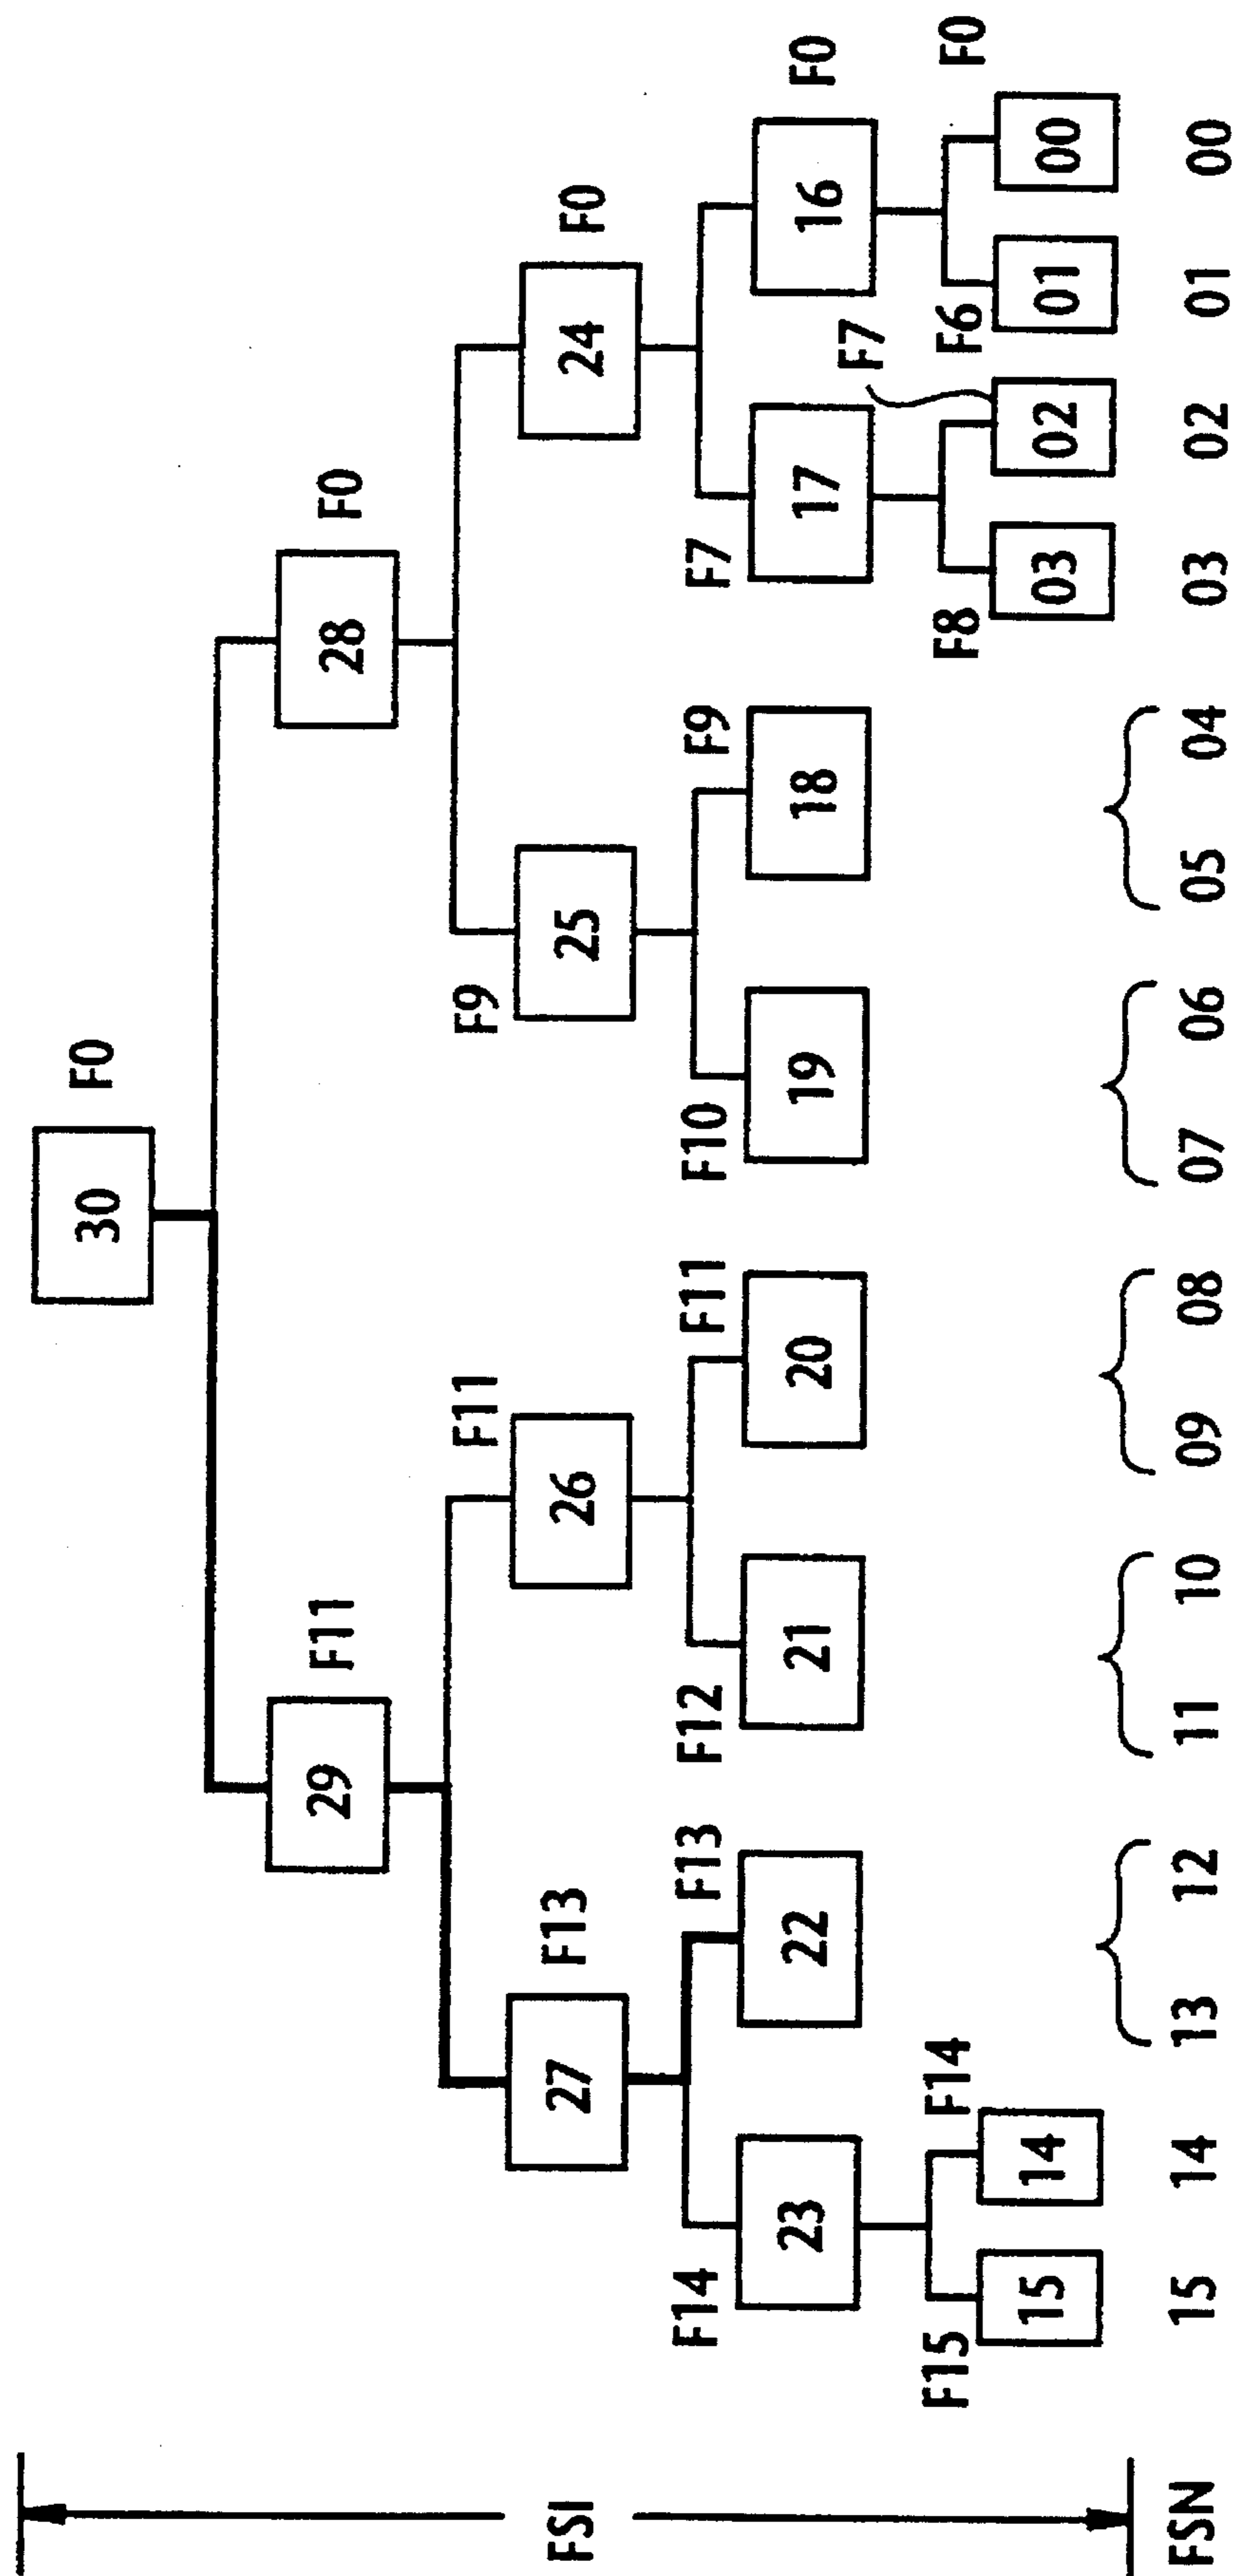 30 F0
29 F11
28 F0
27 F13
26 F11
F9 25
24 F0
F14 23
22 F13
F12 21
20 F11
F10 19
18 F9
F7 17
16 F0
F15 15
14 F14
F8 03
02 F7
F6 01
00 F0
FSI
FSN 15 14 13 12 11 10 09 08 07 06 05 04 03 02 01 00